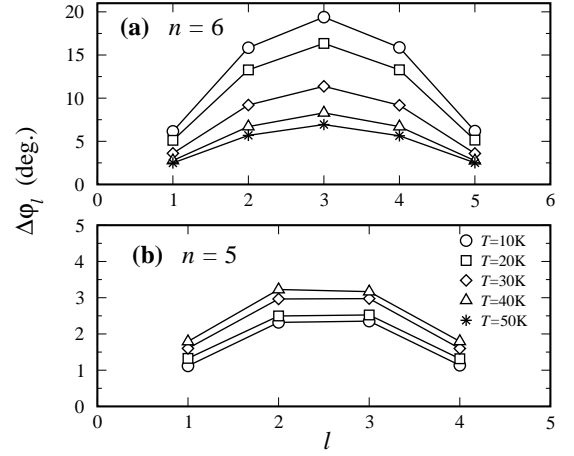 20
(a) n = 6
15
10
5
0
0 1 2 3 4 5 6
Δφl (deg.)
5
(b) n = 5
T=10K
4
T=20K
3
T=30K
2
T=40K
1
T=50K
0
0 1 2 3 4 5
l